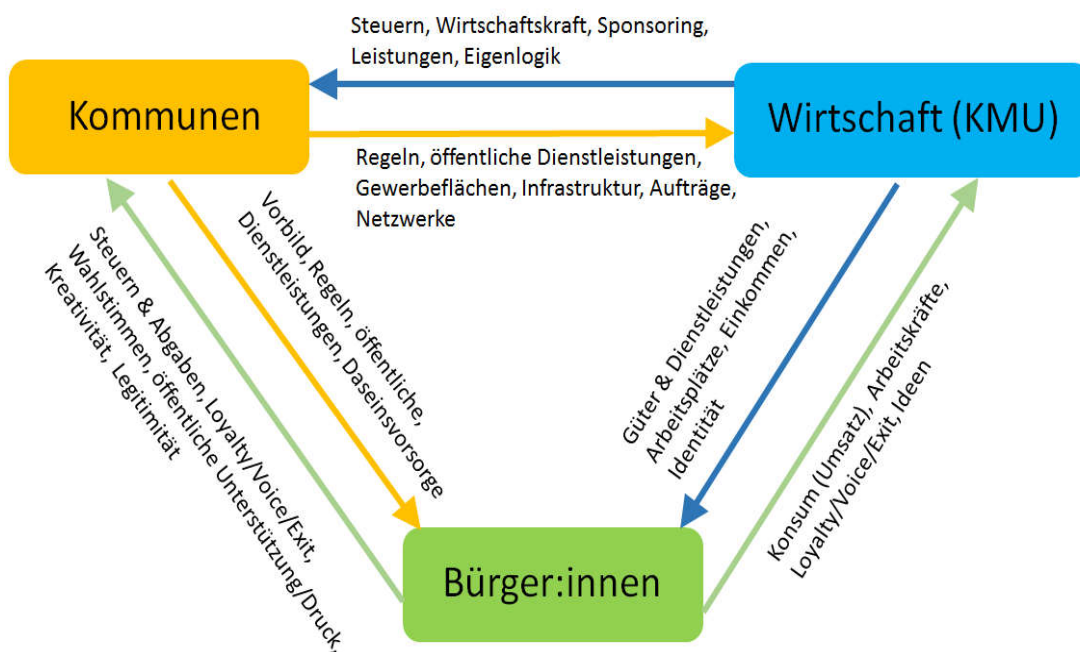 Steuern, Wirtschaftskraft, Sponsoring,
Leistungen, Eigenlogik
Kommunen
Wirtschaft (KMU)
Regeln, öffentliche Dienstleistungen,
Gewerbeflächen, Infrastruktur, Aufträge,
Netzwerke
Steuern & Abgaben, Loyalty/Voice/Exit,
Wahlstimmen, öffentliche Unterstützung/Druck,
Kreativität, Legitimität
Vorbild, Regeln, öffentliche,
Dienstleistungen, Daseinsvorsorge
Güter & Dienstleistungen,
Arbeitsplätze, Einkommen,
Identität
Konsum (Umsatz), Arbeitskräfte,
Loyalty/Voice/Exit, Ideen
Bürger:innen